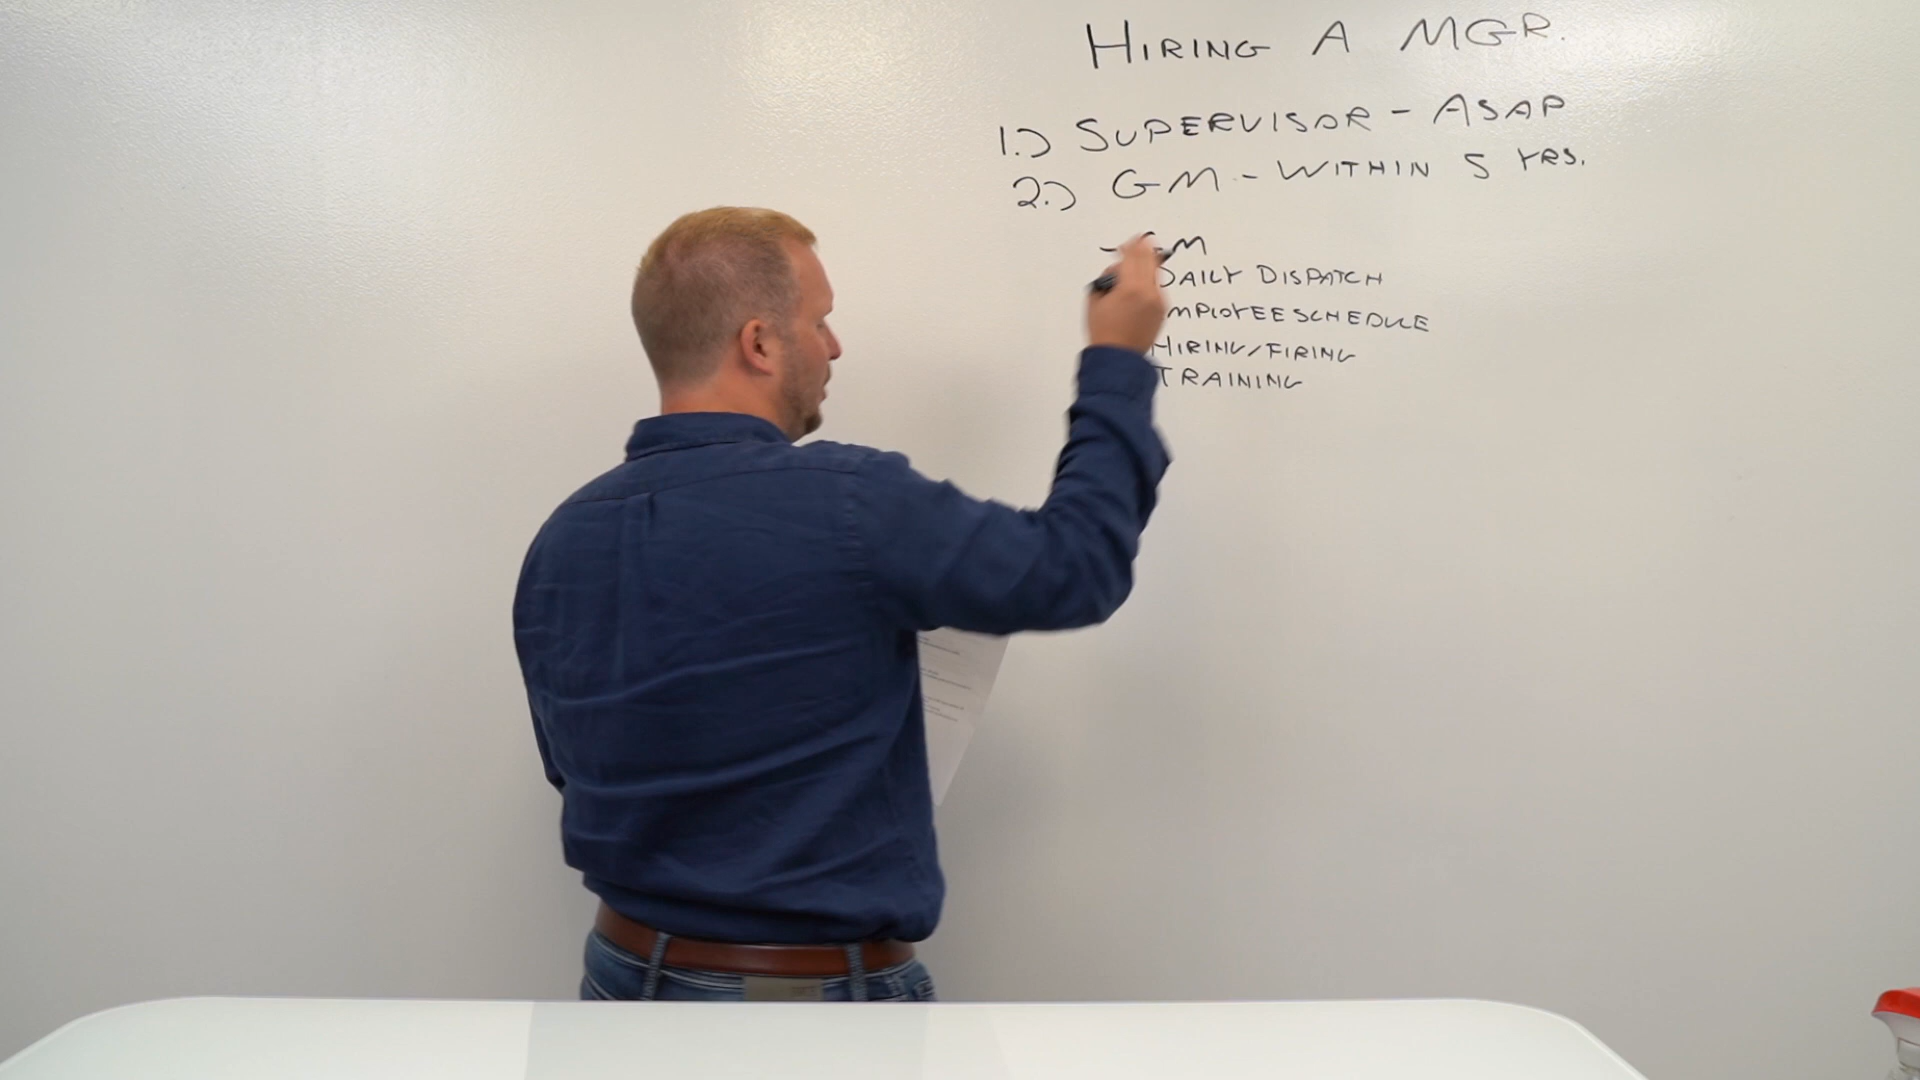 HIRING A MGR.
1.) SUPERVISOR - ASAP
2.) GM - WITHIN 5 YRS.
- GM
DAILY DISPATCH
EMPLOYEE SCHEDULE
HIRING/FIRING
TRAINING